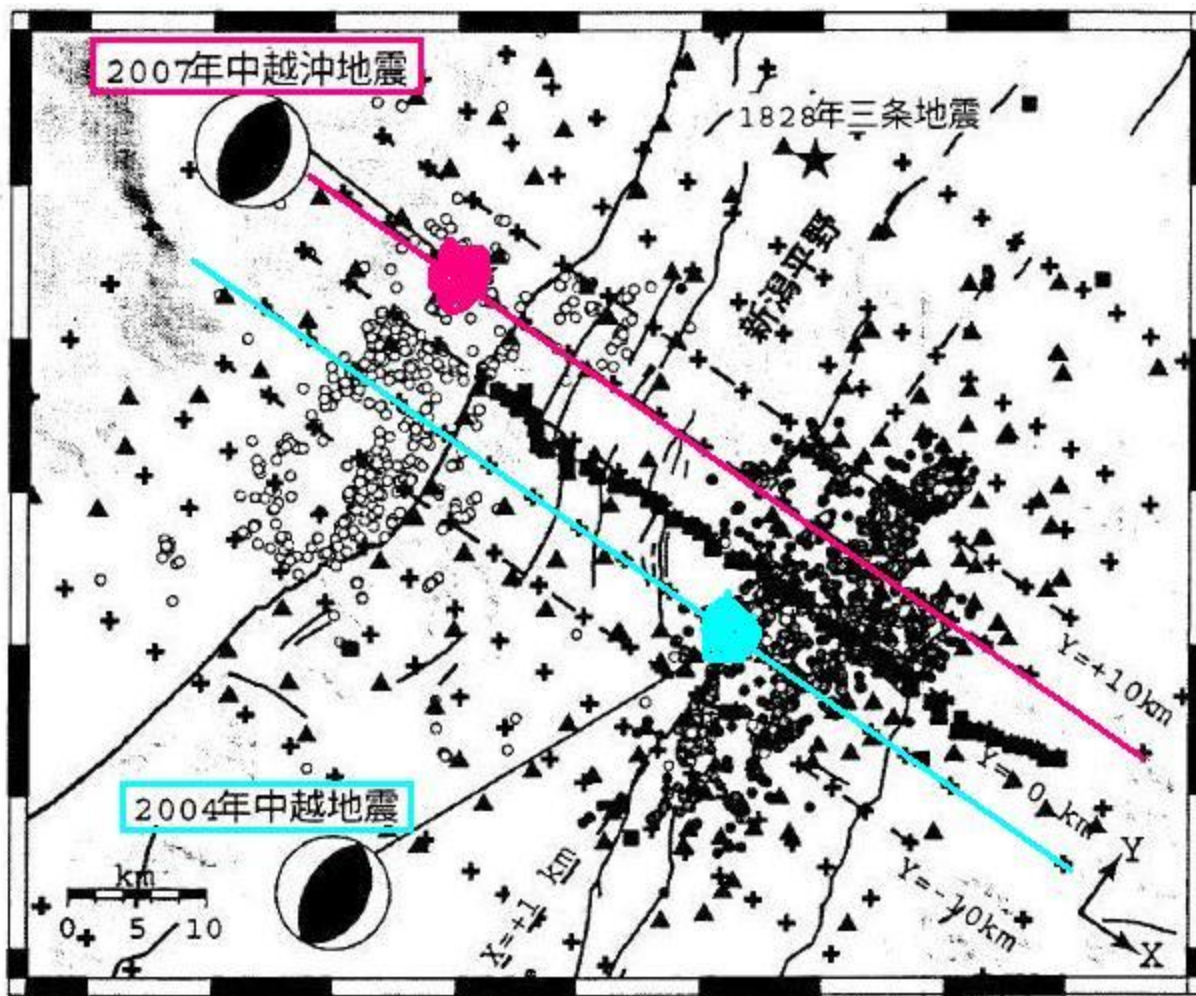 2007年中越沖地震
1828年三条地震
新潟平野
Y=+10km
Y= 0 km
2004年中越地震
km
0 5 10
X=+1 km
Y=-10km
Y
X